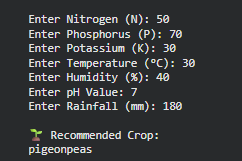 Enter Nitrogen (N): 50
Enter Phosphorus (P): 70
Enter Potassium (K): 30
Enter Temperature (°C): 30
Enter Humidity (%): 40
Enter pH Value: 7
Enter Rainfall (mm): 180
🌱 Recommended Crop:
pigeonpeas